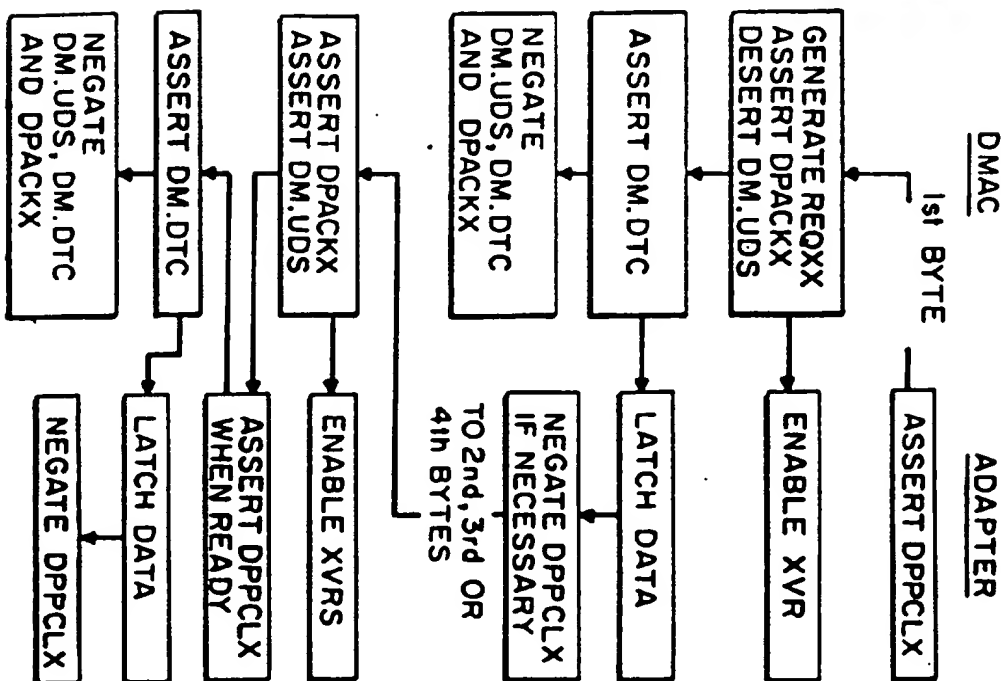 DMAC
ADAPTER
1st BYTE
ASSERT DPPCLX
GENERATE REQXX
ASSERT DPACKX
DESERT DM.UDS
ENABLE XVR
ASSERT DM.DTC
LATCH DATA
NEGATE
DM.UDS, DM.DTC
AND DPACKX
NEGATE DPPCLX
IF NECESSARY
TO 2nd, 3rd OR
4th BYTES
ASSERT DPACKX
ASSERT DM.UDS
ENABLE XVRS
ASSERT DPPCLX
WHEN READY
ASSERT DM.DTC
LATCH DATA
NEGATE
DM.UDS, DM.DTC
AND DPACKX
NEGATE DPPCLX